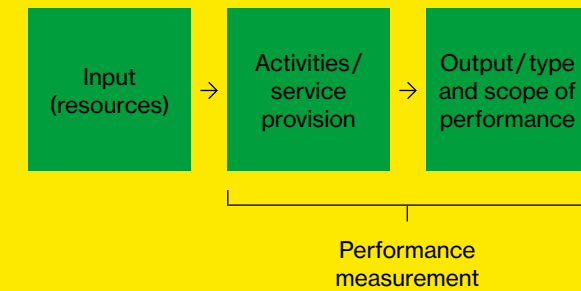 Input
(resources)
→
Activities/
service
provision
→
Output/type
and scope of
performance
Performance
measurement